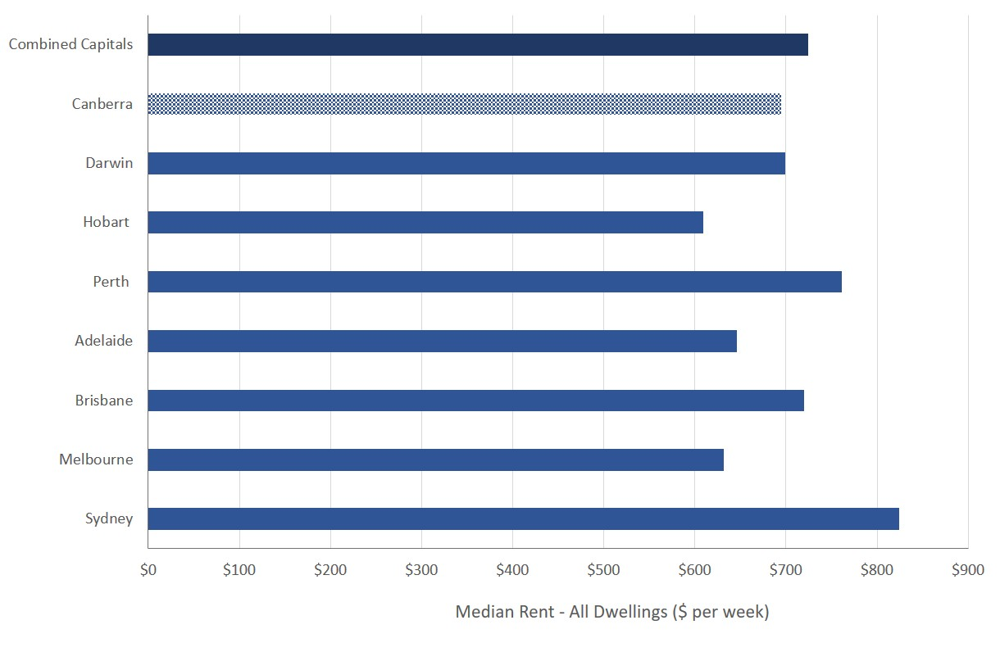 Combined Capitals
Canberra
Darwin
Hobart
Perth
Adelaide
Brisbane
Melbourne
Sydney
$0 $100 $200 $300 $400 $500 $600 $700 $800 $900
Median Rent - All Dwellings ($ per week)